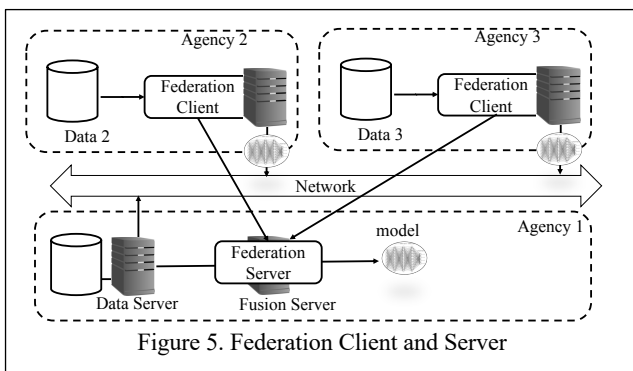 Agency 2
Agency 3
Federation
Client
Federation
Client
Data 2
Data 3
Network
Agency 1
model
Federation
Server
Data Server
Fusion Server
Figure 5. Federation Client and Server